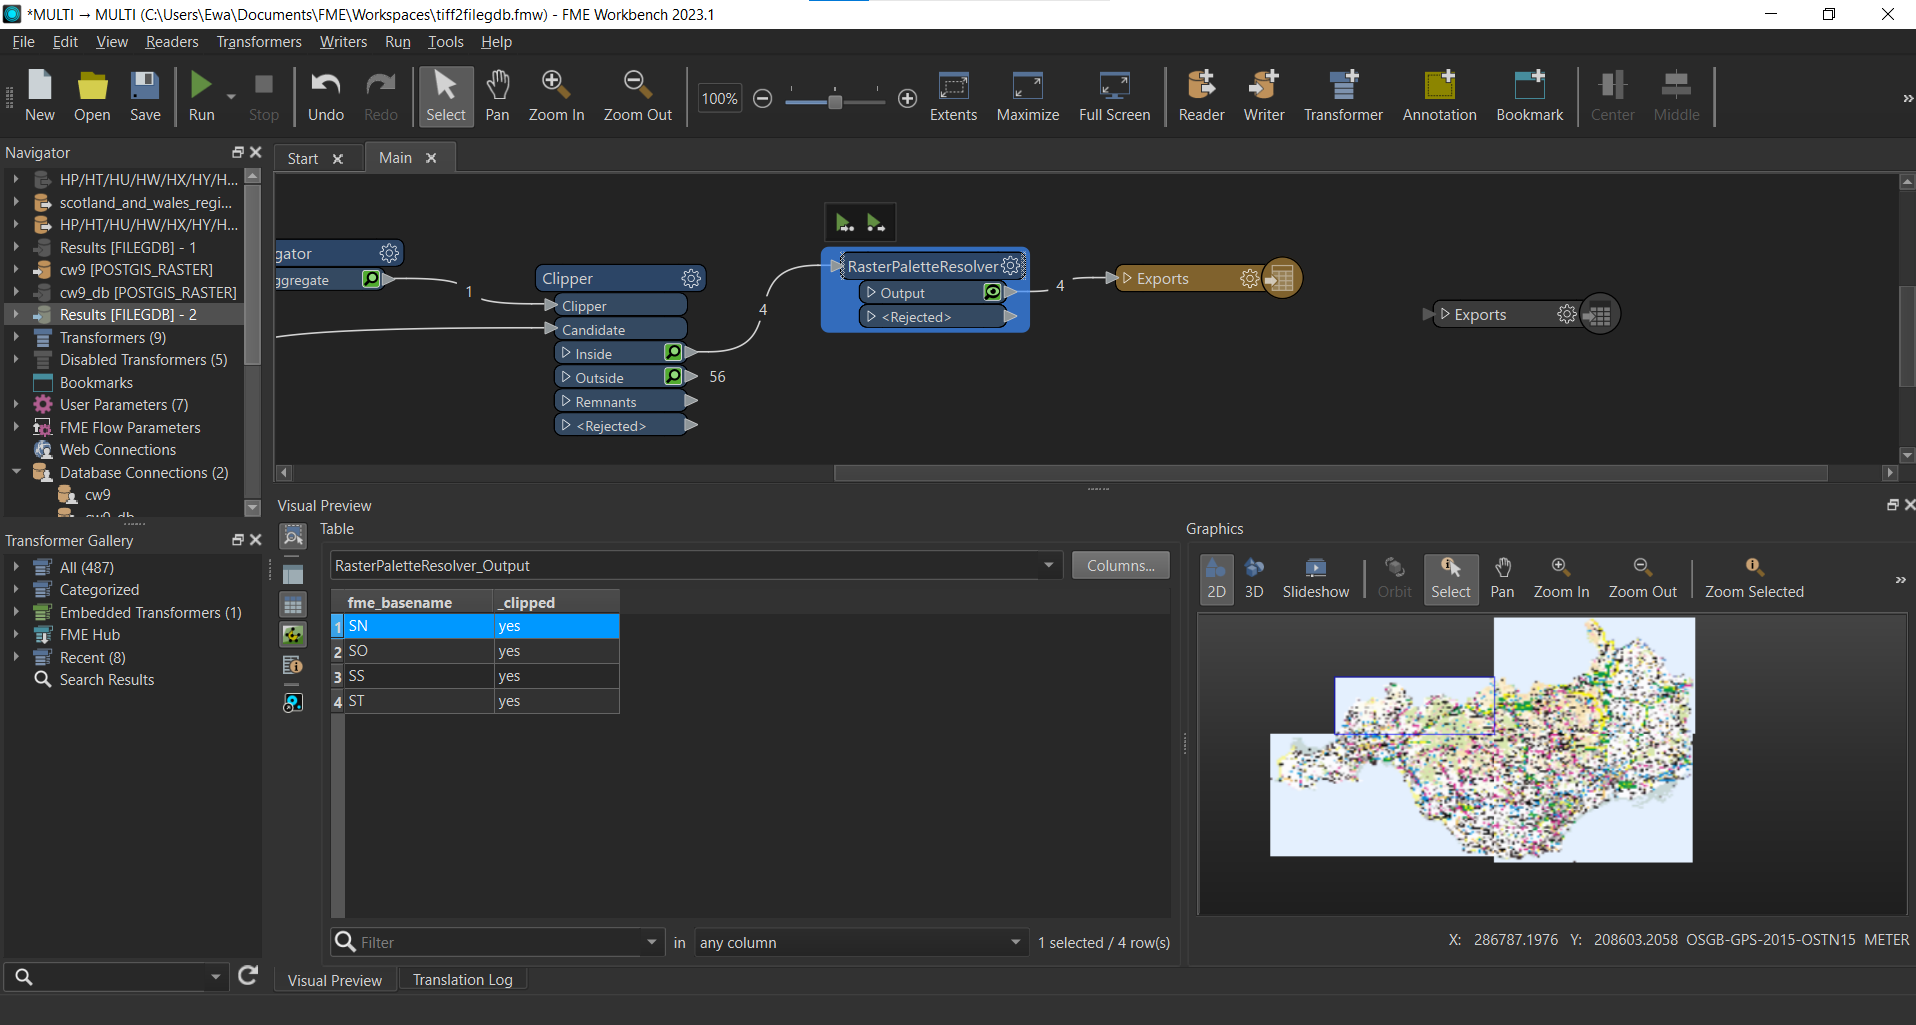 *MULTI → MULTI (C:\Users\Ewa\Documents\FME\Workspaces\tiff2filegdb.fmw) - FME Workbench 2023.1
File Edit View Readers Transformers Writers Run Tools Help
New Open Save Run Stop Undo Redo Select Pan Zoom In Zoom Out 100% Extents Maximize Full Screen Reader Writer Transformer Annotation Bookmark Center Middle
Navigator
HP/HT/HU/HW/HX/HY/H...
scotland_and_wales_regi...
HP/HT/HU/HW/HX/HY/H...
Results [FILEGDB] - 1
cw9 [POSTGIS_RASTER]
cw9_db [POSTGIS_RASTER]
Results [FILEGDB] - 2
Transformers (9)
Disabled Transformers (5)
Bookmarks
User Parameters (7)
FME Flow Parameters
Web Connections
Database Connections (2)
cw9
cw9_db
Transformer Gallery
All (487)
Categorized
Embedded Transformers (1)
FME Hub
Recent (8)
Search Results
Start Main
gator
ggregate
1
Clipper
Clipper
Candidate
Inside
Outside
56
Remnants
<Rejected>
4
RasterPaletteResolver
Output
<Rejected>
4
Exports
Exports
Visual Preview
Table
RasterPaletteResolver_Output
Columns...
fme_basename _clipped
1 SN yes
2 SO yes
3 SS yes
4 ST yes
Filter in any column 1 selected / 4 row(s)
Visual Preview Translation Log
Graphics
2D 3D Slideshow Orbit Select Pan Zoom In Zoom Out Zoom Selected
X: 286787.1976 Y: 208603.2058 OSGB-GPS-2015-OSTN15 METER